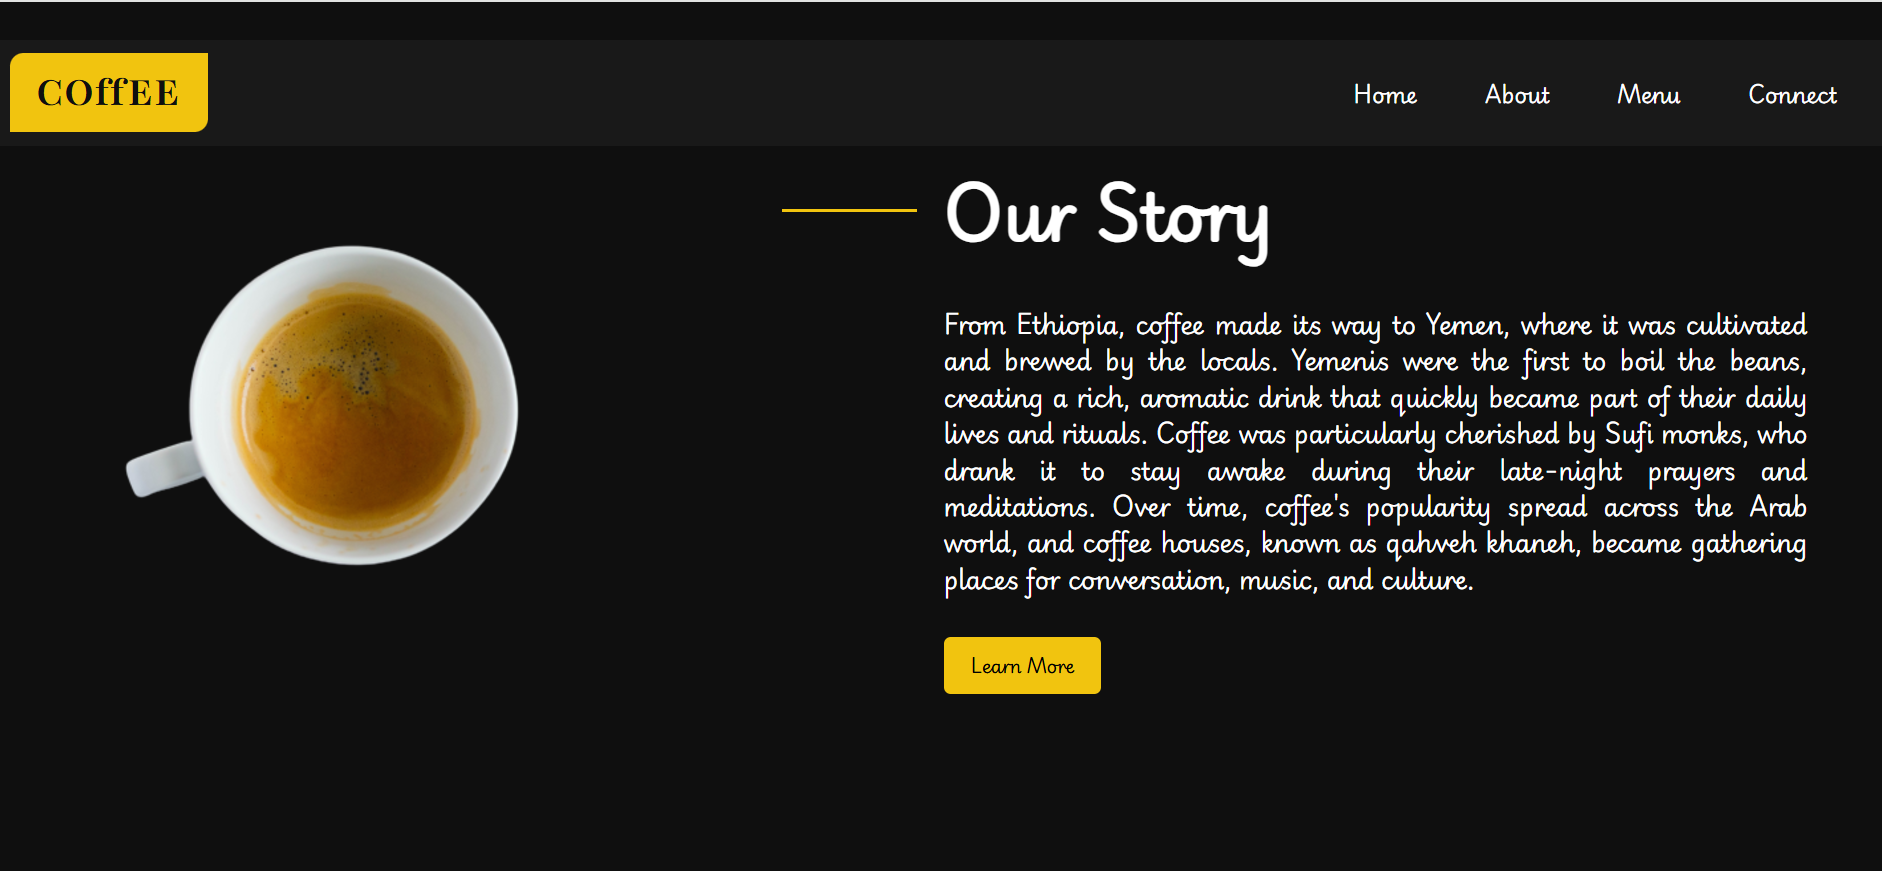 COffEE
Home About Menu Connect
Our Story
From Ethiopia, coffee made its way to Yemen, where it was cultivated
and brewed by the locals. Yemenis were the first to boil the beans,
creating a rich, aromatic drink that quickly became part of their daily
lives and rituals. Coffee was particularly cherished by Sufi monks, who
drank it to stay awake during their late-night prayers and
meditations. Over time, coffee's popularity spread across the Arab
world, and coffee houses, known as qahveh khaneh, became gathering
places for conversation, music, and culture.
Learn More